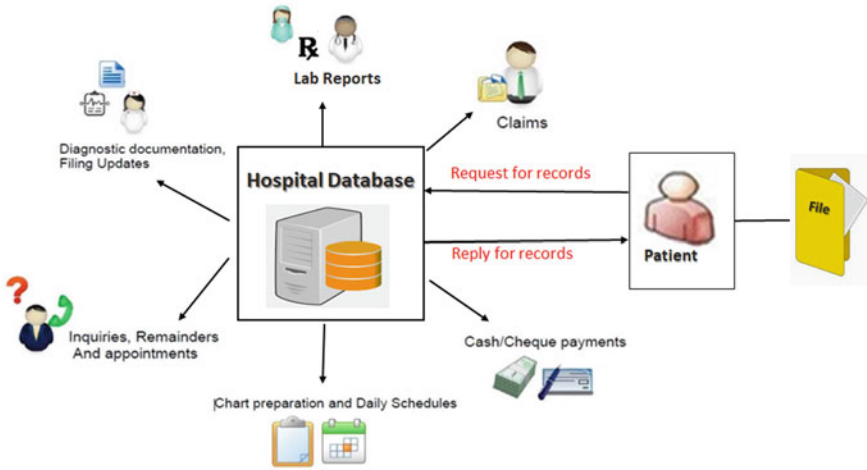 Rx
Lab Reports
Claims
Diagnostic documentation,
Filing Updates
Hospital Database
Request for records
Reply for records
Patient
File
?
Inquiries, Remainders
And appointments
Cash/Cheque payments
Chart preparation and Daily Schedules